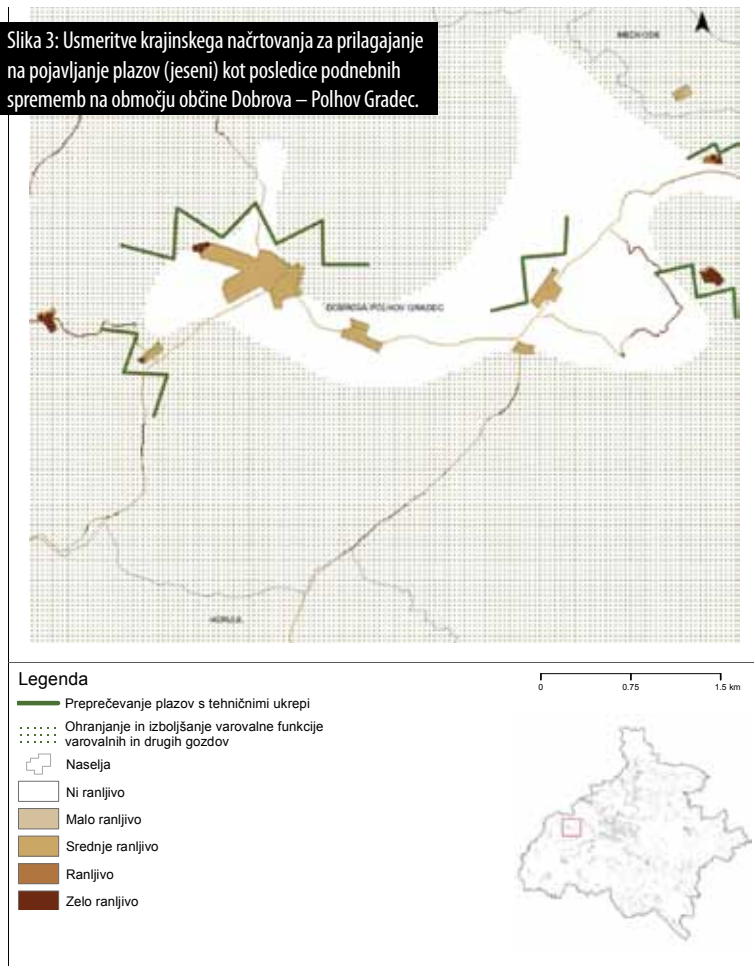 Slika 3: Usmeritve krajinskega načrtovanja za prilagajanje
na pojavljanje plazov (jeseni) kot posledice podnebnih
sprememb na območju občine Dobrova – Polhov Gradec.
MEDVODE
DOBROVA-POLHOV GRADEC
HORJUL
Legenda
Preprečevanje plazov s tehničnimi ukrepi
Ohranjanje in izboljšanje varovalne funkcije
varovalnih in drugih gozdov
Naselja
Ni ranljivo
Malo ranljivo
Srednje ranljivo
Ranljivo
Zelo ranljivo
0 0.75 1.5 km